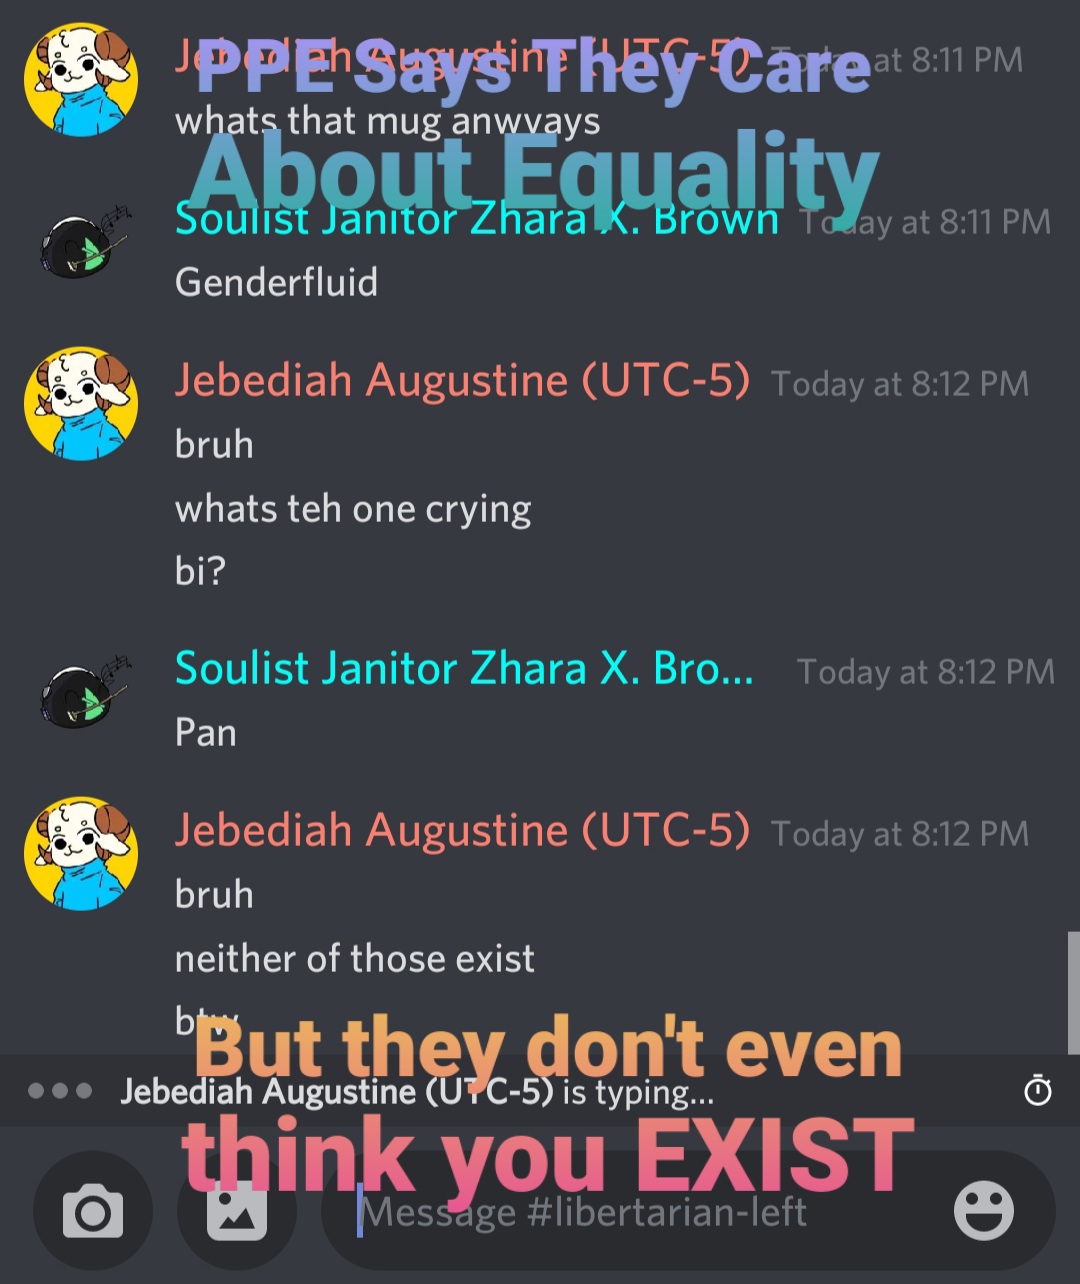 Jebediah Augustine (UTC-5) Today at 8:11 PM
PPE Says They Care
whats that mug anwyays
About Equality
Soulist Janitor Zhara X. Brown Today at 8:11 PM
Genderfluid
Jebediah Augustine (UTC-5) Today at 8:12 PM
bruh
whats teh one crying
bi?
Soulist Janitor Zhara X. Bro... Today at 8:12 PM
Pan
Jebediah Augustine (UTC-5) Today at 8:12 PM
bruh
neither of those exist
btw
But they don't even
Jebediah Augustine (UTC-5) is typing...
think you EXIST
Message #libertarian-left